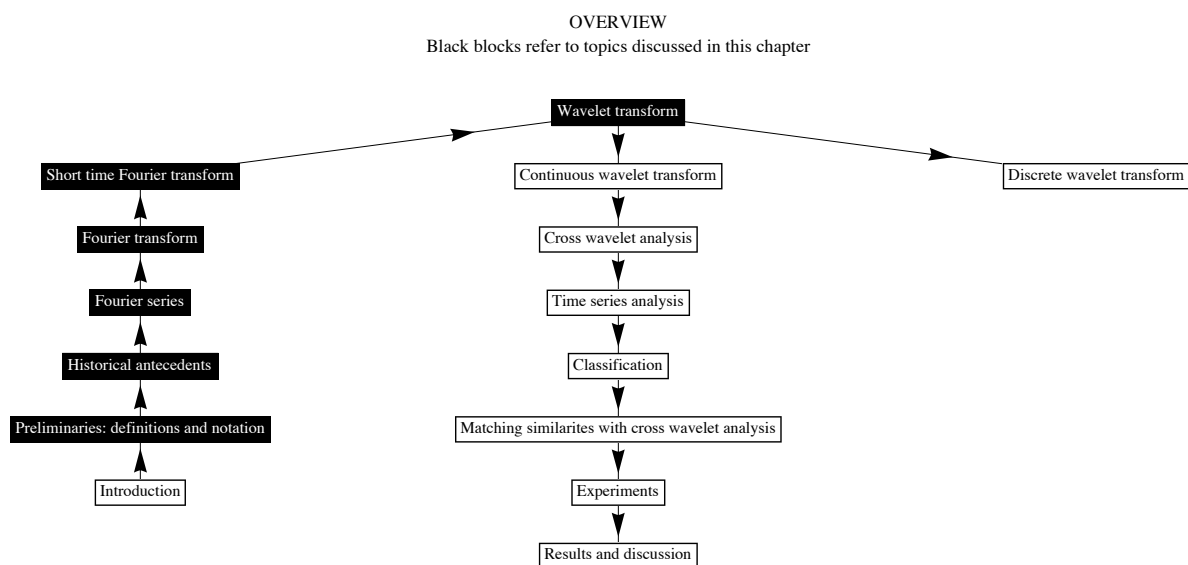 OVERVIEW
Black blocks refer to topics discussed in this chapter
Wavelet transform
Short time Fourier transform
Continuous wavelet transform
Discrete wavelet transform
Fourier transform
Cross wavelet analysis
Fourier series
Time series analysis
Historical antecedents
Classification
Preliminaries: definitions and notation
Matching similarites with cross wavelet analysis
Introduction
Experiments
Results and discussion